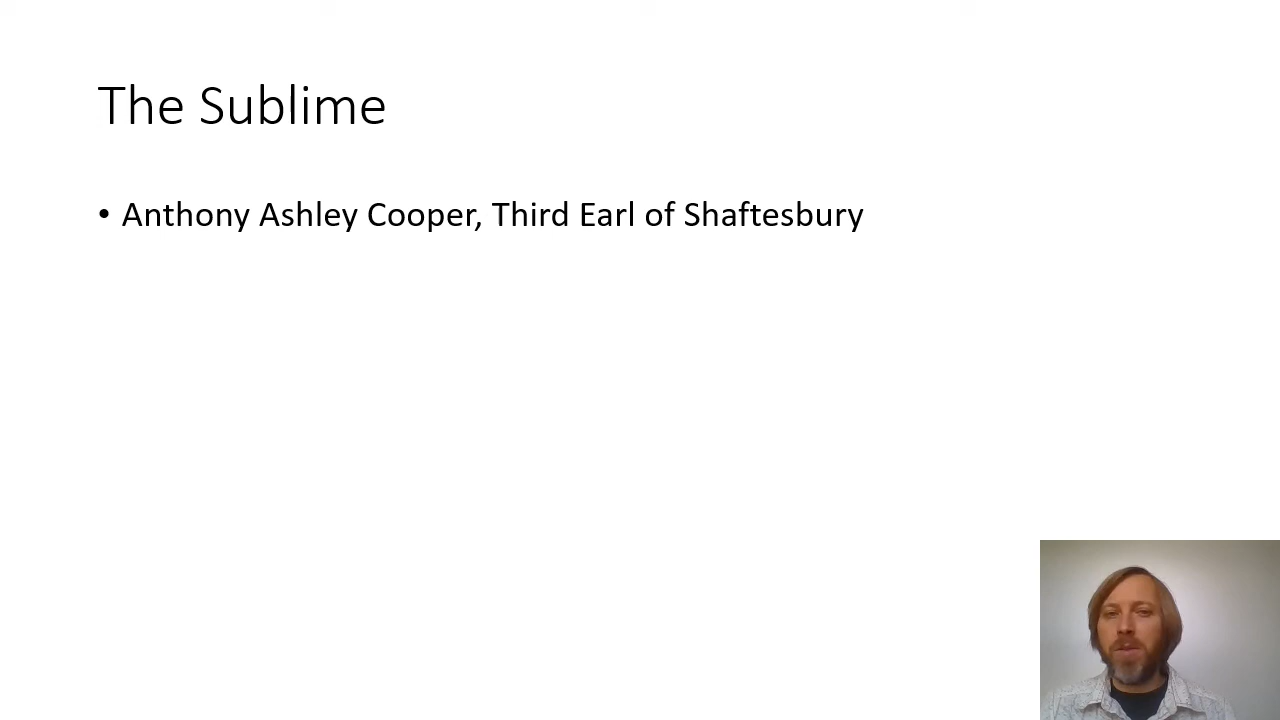 The Sublime
• Anthony Ashley Cooper, Third Earl of Shaftesbury